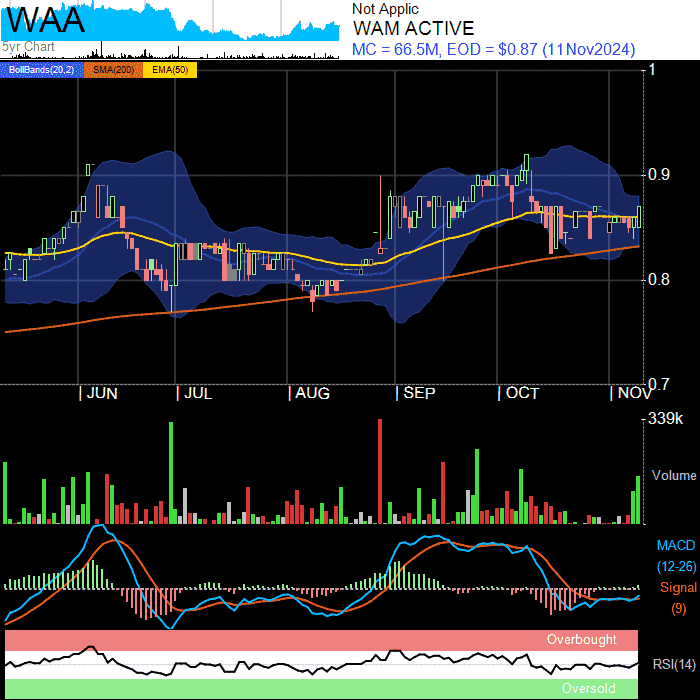 WAA
5yr Chart
Not Applic
WAM ACTIVE
MC = 66.5M, EOD = $0.87 (11Nov2024)
BollBands(20,2) SMA(200) EMA(50)
1
0.9
0.8
0.7
JUN JUL AUG SEP OCT NOV
339k
Volume
MACD
(12-26)
Signal
(9)
Overbought
RSI(14)
Oversold